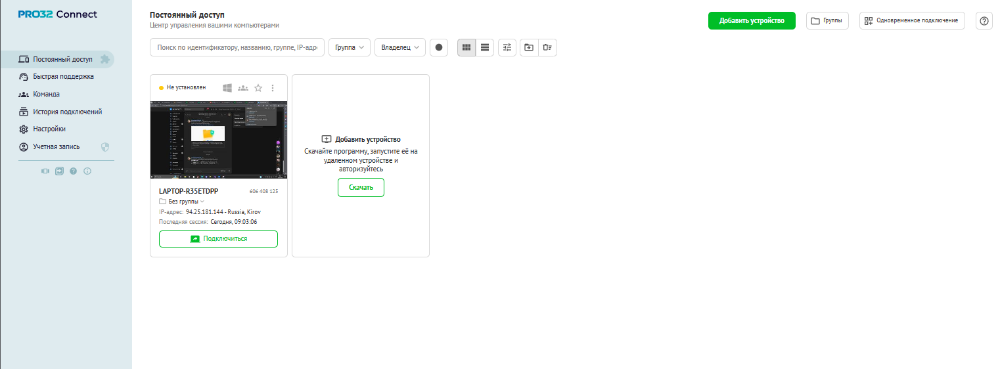 PRO32 Connect
Постоянный доступ
Быстрая поддержка
Команда
История подключений
Настройки
Учетная запись
Постоянный доступ
Центр управления вашими компьютерами
Добавить устройство
Группы
Одновременное подключение
Поиск по идентификатору, названию, группе, IP-адре
Группа
Владелец
Не установлен
LAPTOP-R35ETDPP
606 408 125
Без группы
IP-адрес: 94.25.181.144 - Russia, Kirov
Последняя сессия: Сегодня, 09:03:06
Подключиться
Добавить устройство
Скачайте программу, запустите её на
удаленном устройстве и
авторизуйтесь
Скачать